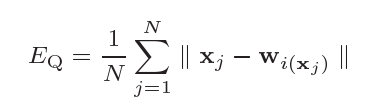 E_Q = \frac{1}{N} \sum_{j=1}^{N} \| \mathbf{x}_j - \mathbf{w}_{i(\mathbf{x}_j)} \|